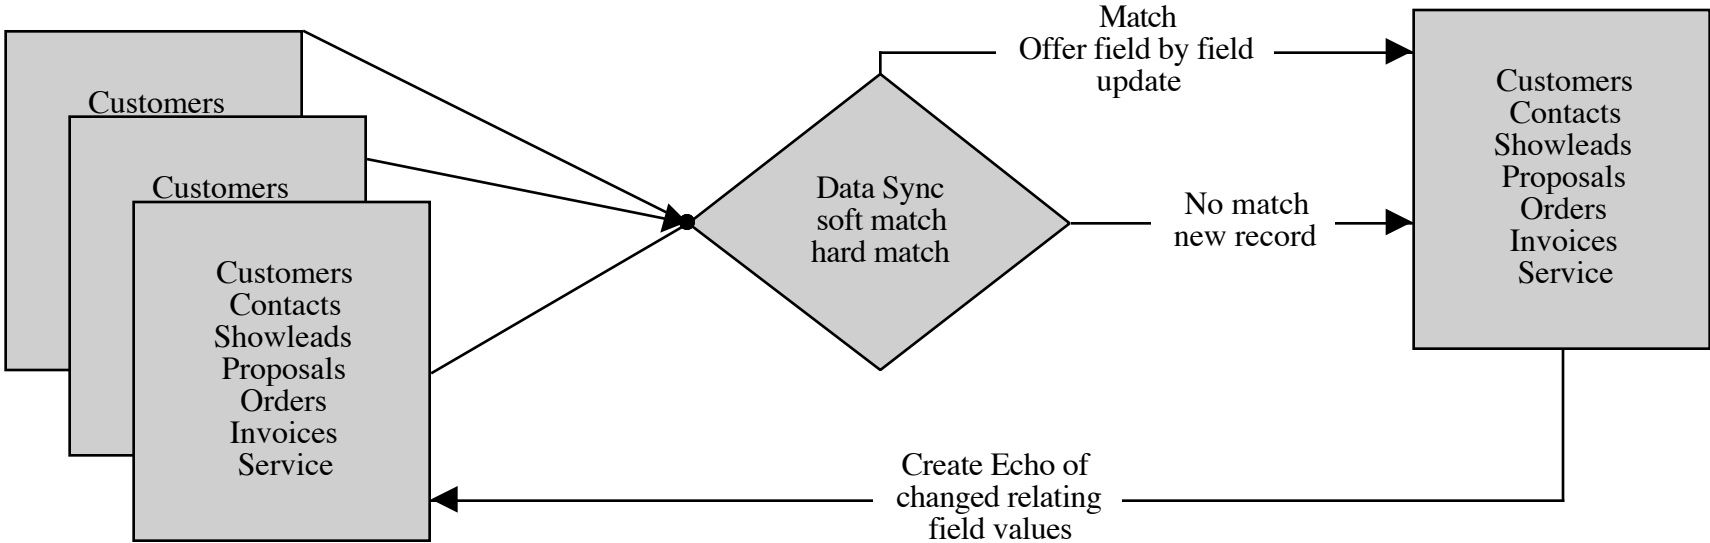 Customers
Customers
Customers
Contacts
Showleads
Proposals
Orders
Invoices
Service
Data Sync
soft match
hard match
Match
Offer field by field
update
No match
new record
Customers
Contacts
Showleads
Proposals
Orders
Invoices
Service
Create Echo of
changed relating
field values